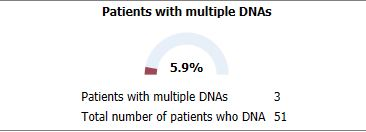 Patients with multiple DNAs
5.9%
Patients with multiple DNAs 3
Total number of patients who DNA 51